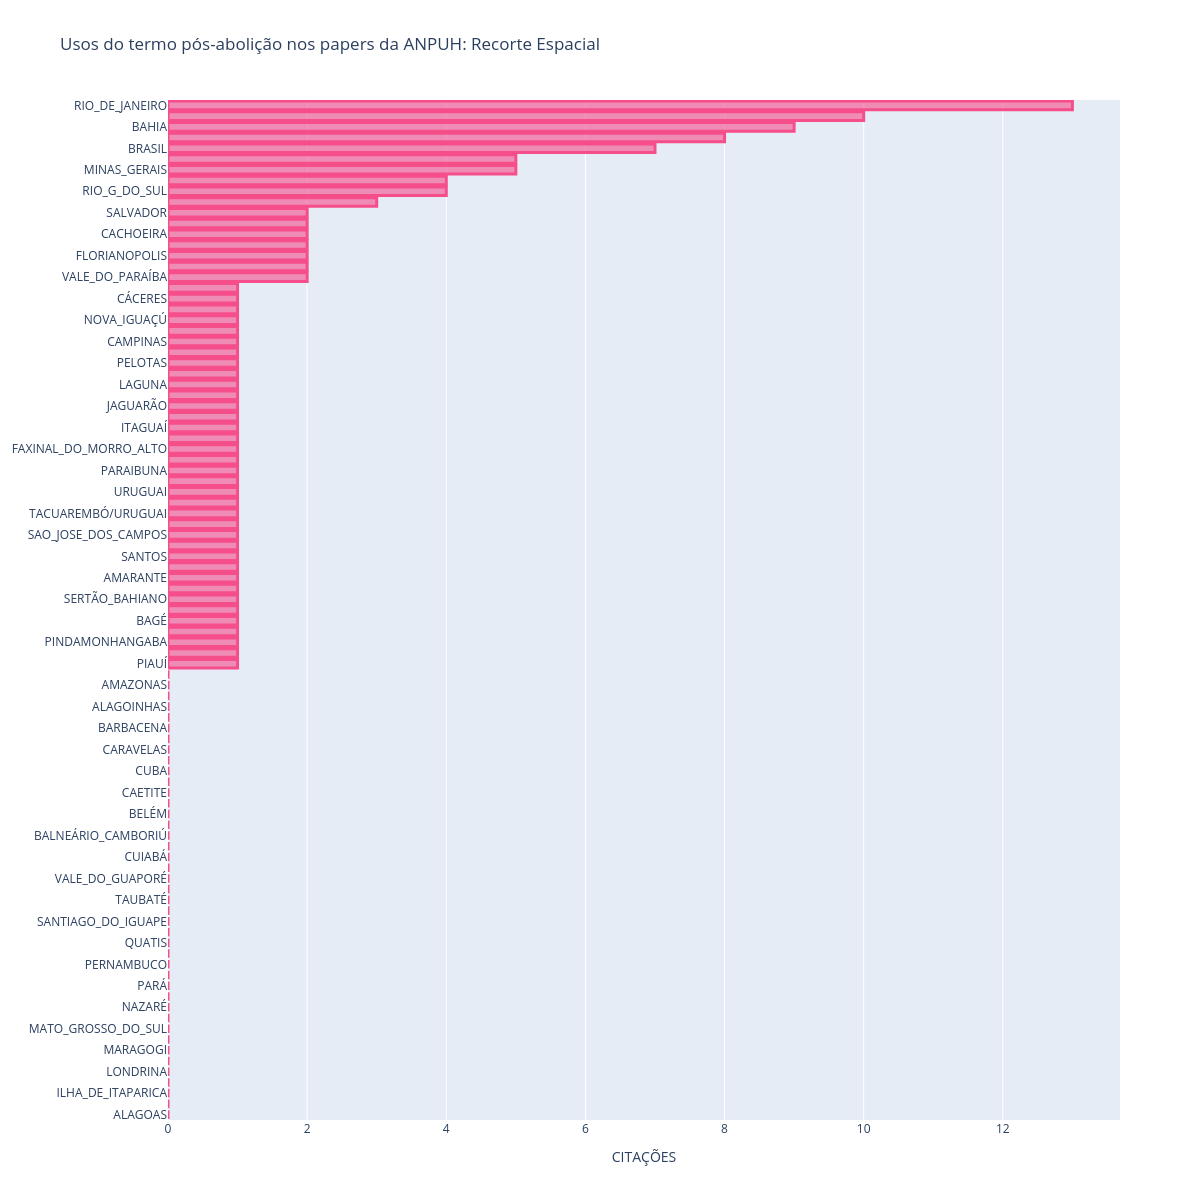 Usos do termo pós-abolição nos papers da ANPUH: Recorte Espacial
RIO_DE_JANEIRO
BAHIA
BRASIL
MINAS_GERAIS
RIO_G_DO_SUL
SALVADOR
CACHOEIRA
FLORIANOPOLIS
VALE_DO_PARAÍBA
CÁCERES
NOVA_IGUAÇÚ
CAMPINAS
PELOTAS
LAGUNA
JAGUARÃO
ITAGUAÍ
FAXINAL_DO_MORRO_ALTO
PARAIBUNA
URUGUAI
TACUAREMBÓ/URUGUAI
SAO_JOSE_DOS_CAMPOS
SANTOS
AMARANTE
SERTÃO_BAHIANO
BAGÉ
PINDAMONHANGABA
PIAUÍ
AMAZONAS
ALAGOINHAS
BARBACENA
CARAVELAS
CUBA
CAETITE
BELÉM
BALNEÁRIO_CAMBORIÚ
CUIABÁ
VALE_DO_GUAPORÉ
TAUBATÉ
SANTIAGO_DO_IGUAPE
QUATIS
PERNAMBUCO
PARÁ
NAZARÉ
MATO_GROSSO_DO_SUL
MARAGOGI
LONDRINA
ILHA_DE_ITAPARICA
ALAGOAS
0 2 4 6 8 10 12
CITAÇÕES